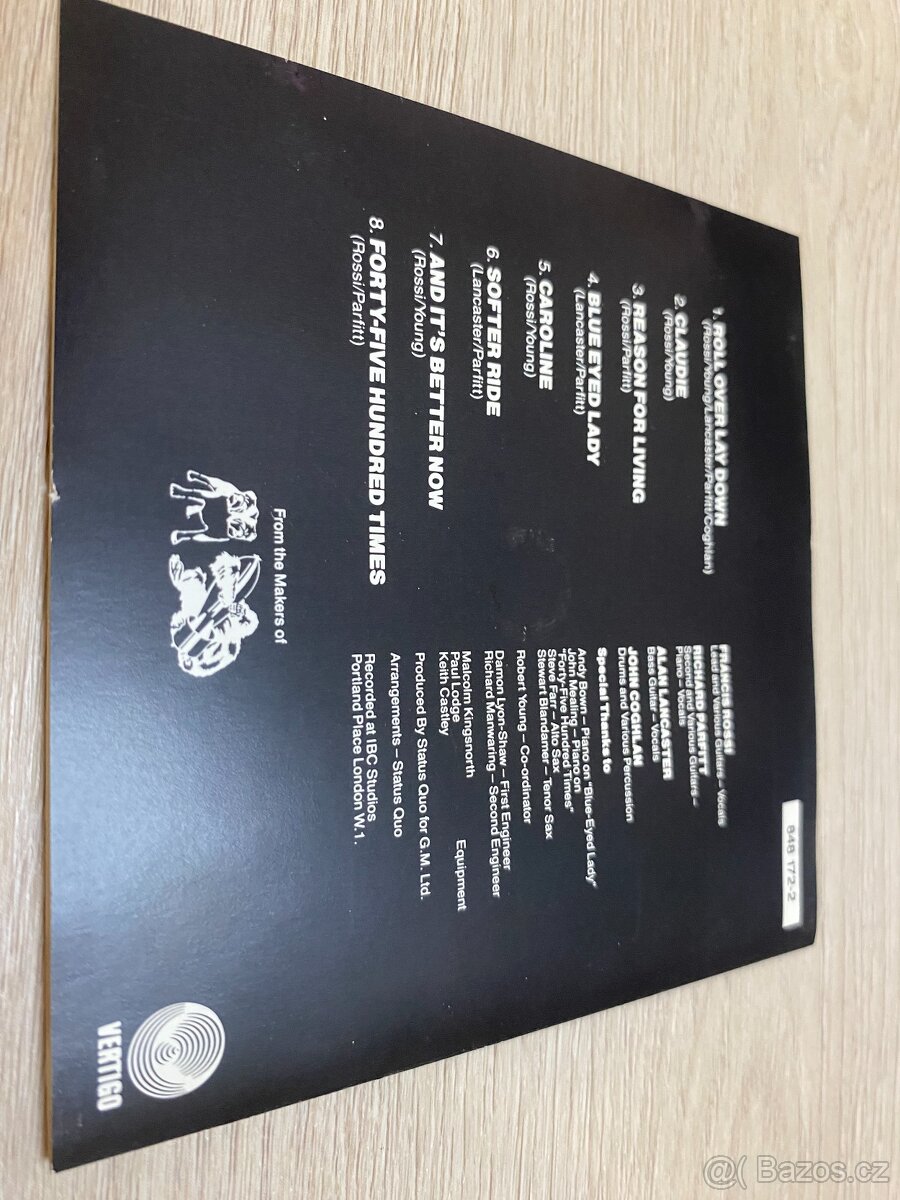 848 172-2
1. ROLL OVER LAY DOWN
(Rossi/Young/Lancaster/Parfitt/Coghlan)
2. CLAUDIE
(Rossi/Young)
3. REASON FOR LIVING
(Rossi/Parfitt)
4. BLUE EYED LADY
(Lancaster/Parfitt)
5. CAROLINE
(Rossi/Young)
6. SOFTER RIDE
(Lancaster/Parfitt)
7. AND IT'S BETTER NOW
(Rossi/Young)
8. FORTY-FIVE HUNDRED TIMES
(Rossi/Parfitt)
FRANCIS ROSSI
Lead and Various Guitars – Vocals
RICHARD PARFITT
Second and Various Guitars –
Piano – Vocals
ALAN LANCASTER
Bass Guitar – Vocals
JOHN COGHLAN
Drums and Various Percussion
Special Thanks to
Andy Bown – Piano on "Blue-Eyed Lady"
John Mealing – Piano on
"Forty-Five Hundred Times"
Steve Farr – Alto Sax
Stewart Blandamer – Tenor Sax
Robert Young – Co-ordinator
Damon Lyon-Shaw – First Engineer
Richard Manwaring – Second Engineer
Malcolm Kingsnorth
Paul Lodge Equipment
Keith Castley
Produced By Status Quo for G.M. Ltd.
Arrangements – Status Quo
Recorded at IBC Studios
Portland Place London W.1.
From the Makers of
VERTIGO
@( Bazos.cz